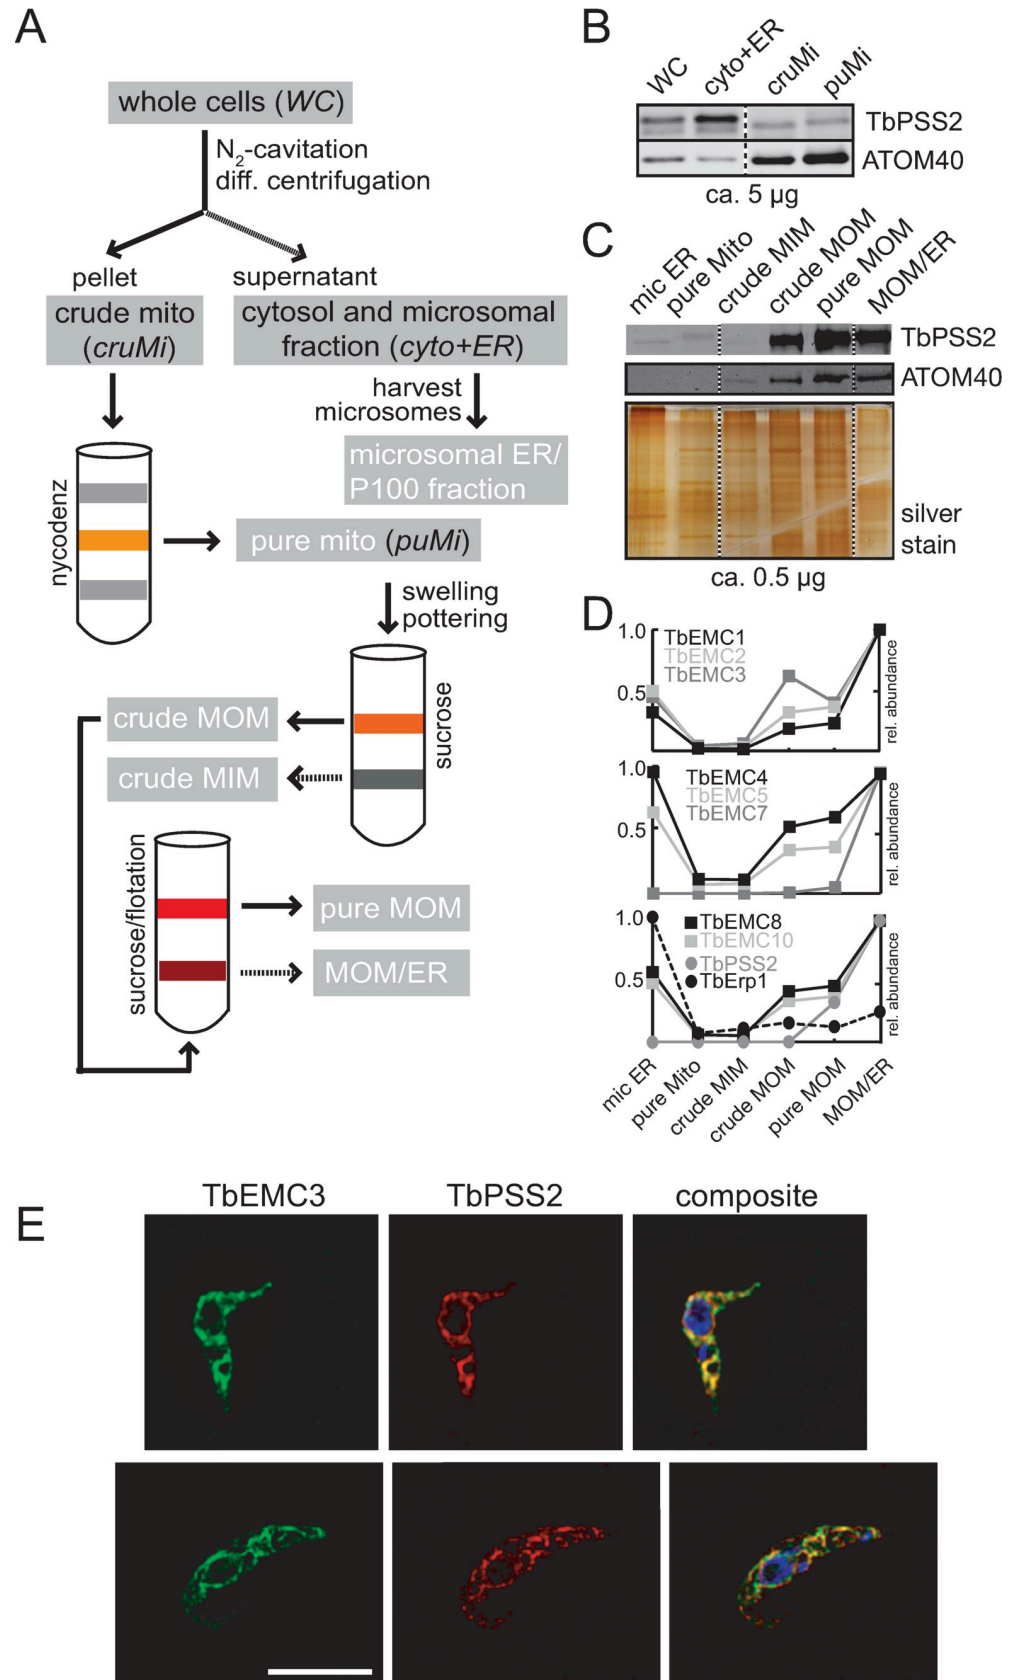 A
whole cells (WC)
N2-cavitation
diff. centrifugation
pellet
supernatant
crude mito
(cruMi)
cytosol and microsomal
fraction (cyto+ER)
harvest
microsomes
microsomal ER/
P100 fraction
nycodenz
pure mito (puMi)
swelling
pottering
sucrose
crude MOM
crude MIM
sucrose/flotation
pure MOM
MOM/ER
B
WC
cyto+ER
cruMi
puMi
TbPSS2
ATOM40
ca. 5 µg
C
mic ER
pure Mito
crude MIM
crude MOM
pure MOM
MOM/ER
TbPSS2
ATOM40
silver
stain
ca. 0.5 µg
D
1.0
0.5
TbEMC1
TbEMC2
TbEMC3
rel. abundance
1.0
0.5
TbEMC4
TbEMC5
TbEMC7
rel. abundance
1.0
0.5
TbEMC8
TbEMC10
TbPSS2
TbErp1
rel. abundance
mic ER
pure Mito
crude MIM
crude MOM
pure MOM
MOM/ER
E
TbEMC3
TbPSS2
composite